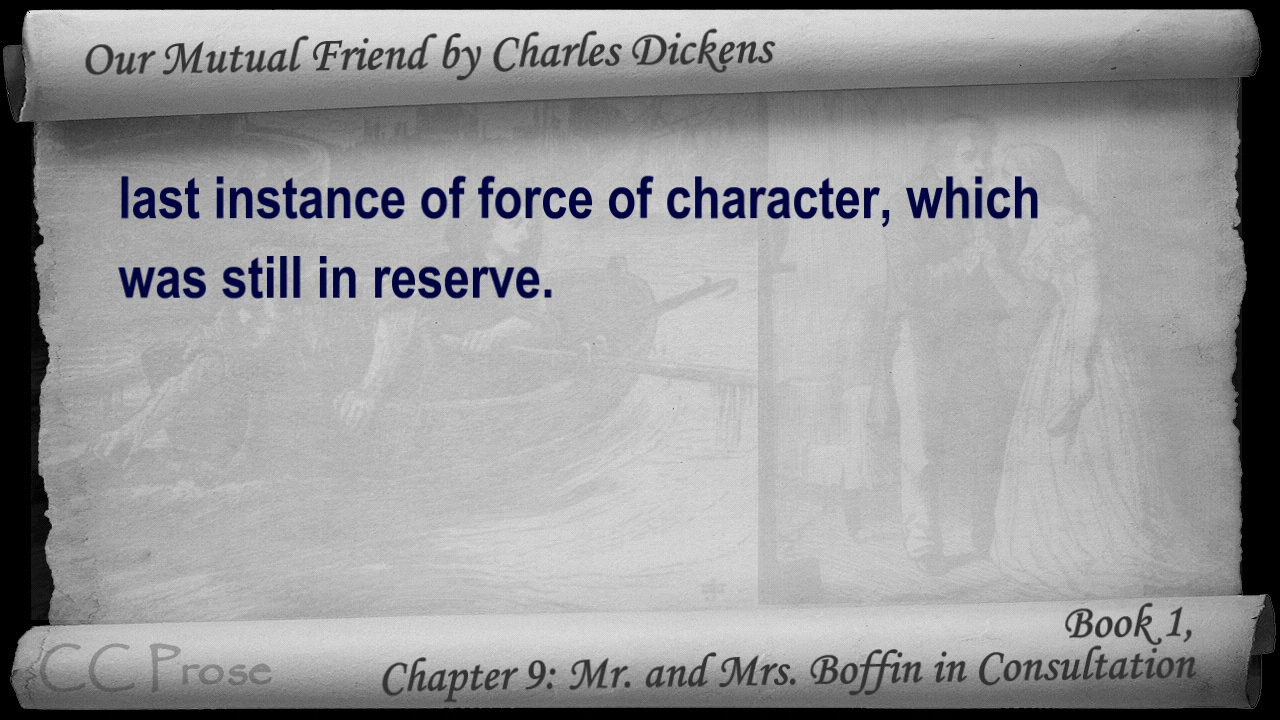 Our Mutual Friend by Charles Dickens
last instance of force of character, which
was still in reserve.
Book 1,
Chapter 9: Mr. and Mrs. Boffin in Consultation
CC Prose